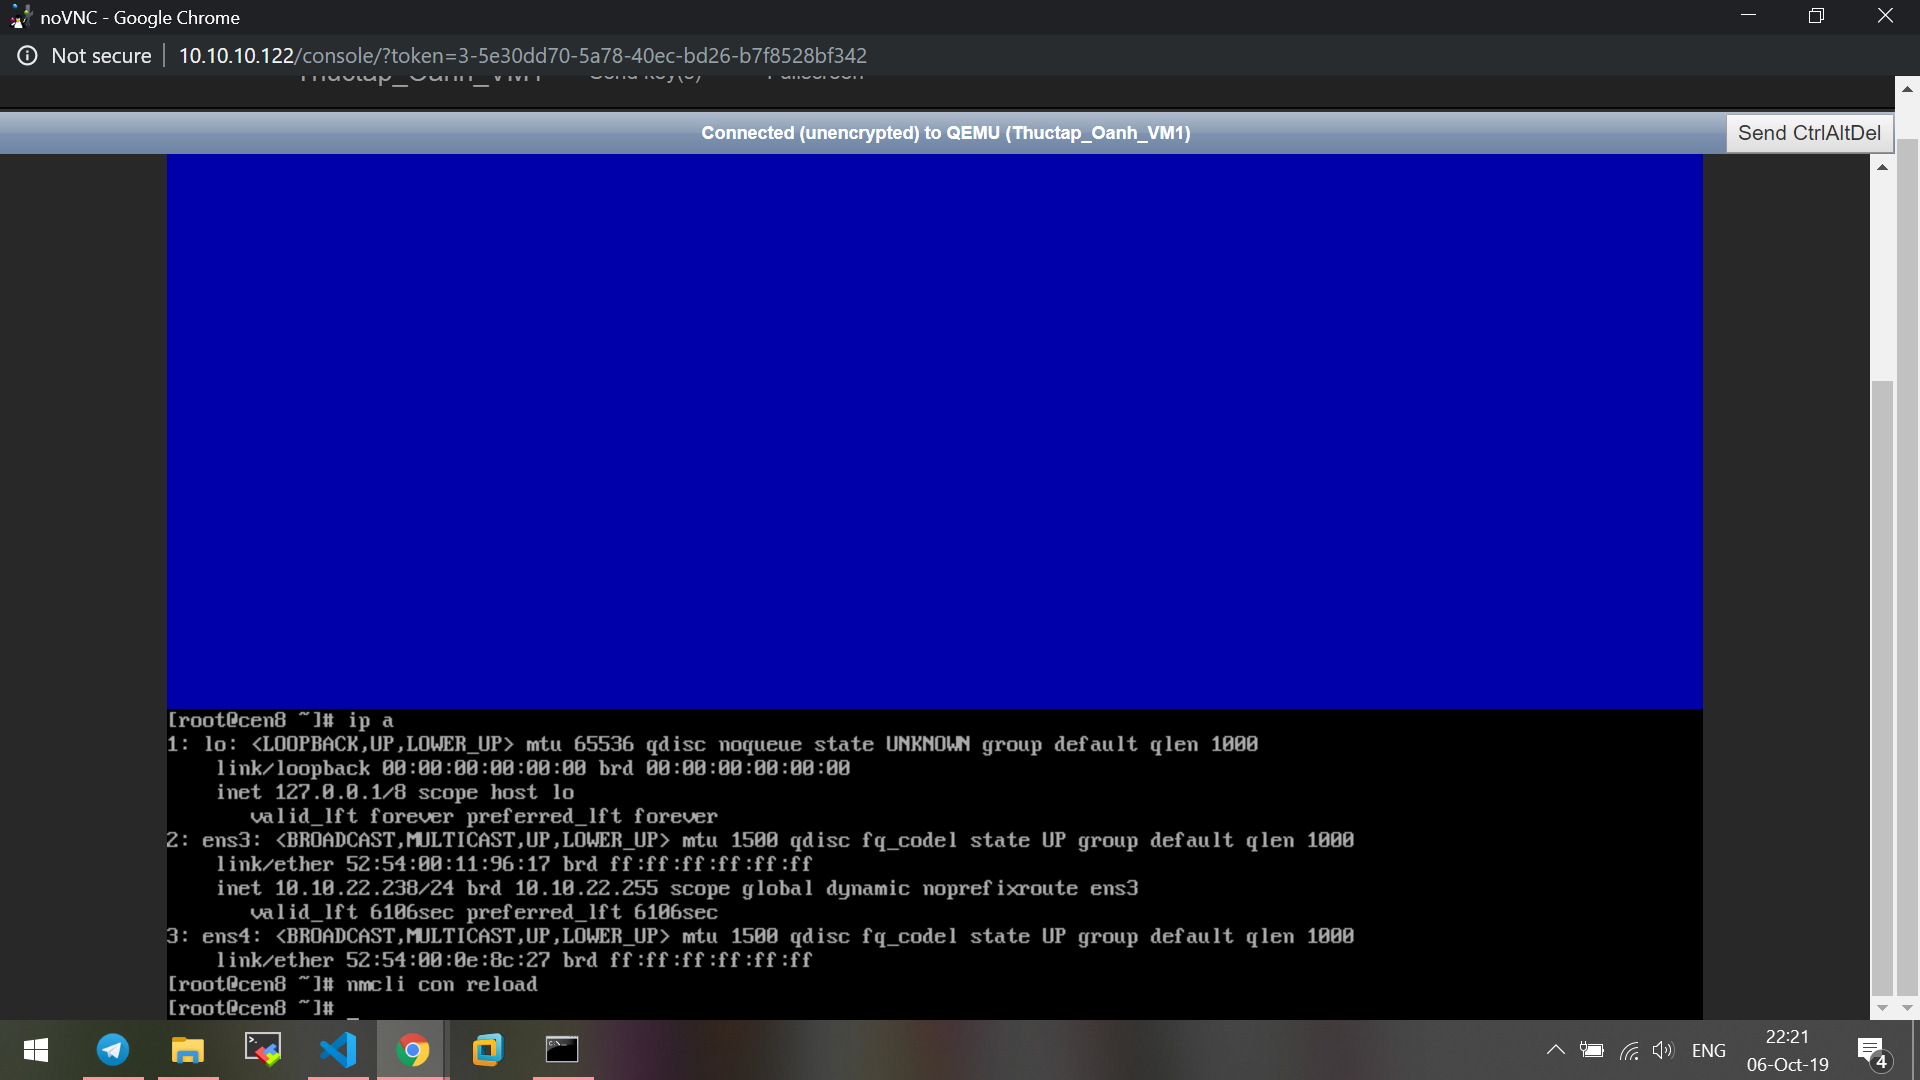 noVNC - Google Chrome
Not secure
10.10.10.122/console/?token=3-5e30dd70-5a78-40ec-bd26-b7f8528bf342
Thuctap_Oanh_VM1 Send key(s) Fullscreen
Connected (unencrypted) to QEMU (Thuctap_Oanh_VM1)
Send CtrlAltDel
[root@cen8 ~]# ip a
1: lo: <LOOPBACK,UP,LOWER_UP> mtu 65536 qdisc noqueue state UNKNOWN group default qlen 1000
link/loopback 00:00:00:00:00:00 brd 00:00:00:00:00:00
inet 127.0.0.1/8 scope host lo
valid_lft forever preferred_lft forever
2: ens3: <BROADCAST,MULTICAST,UP,LOWER_UP> mtu 1500 qdisc fq_codel state UP group default qlen 1000
link/ether 52:54:00:11:96:17 brd ff:ff:ff:ff:ff:ff
inet 10.10.22.238/24 brd 10.10.22.255 scope global dynamic noprefixroute ens3
valid_lft 6106sec preferred_lft 6106sec
3: ens4: <BROADCAST,MULTICAST,UP,LOWER_UP> mtu 1500 qdisc fq_codel state UP group default qlen 1000
link/ether 52:54:00:0e:8c:27 brd ff:ff:ff:ff:ff:ff
[root@cen8 ~]# nmcli con reload
[root@cen8 ~]# _
ENG
22:21
06-Oct-19
4